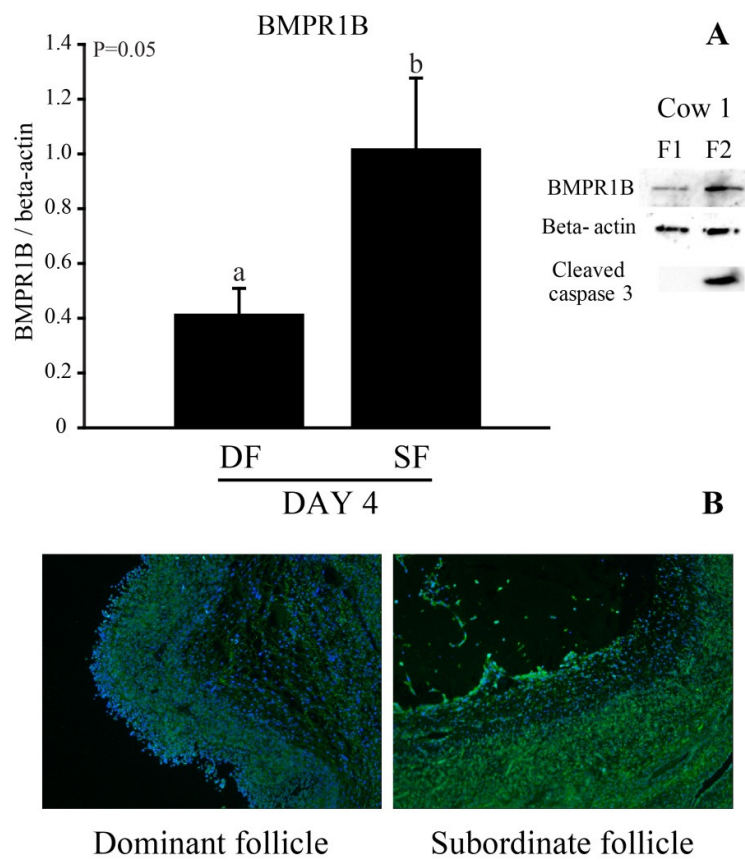 BMPR1B
A
P=0.05
BMPR1B / beta-actin
1.4
1.2
1.0
0.8
0.6
0.4
0.2
0
a
b
DF
SF
DAY 4
Cow 1
F1 F2
BMPR1B
Beta- actin
Cleaved
caspase 3
B
Dominant follicle
Subordinate follicle